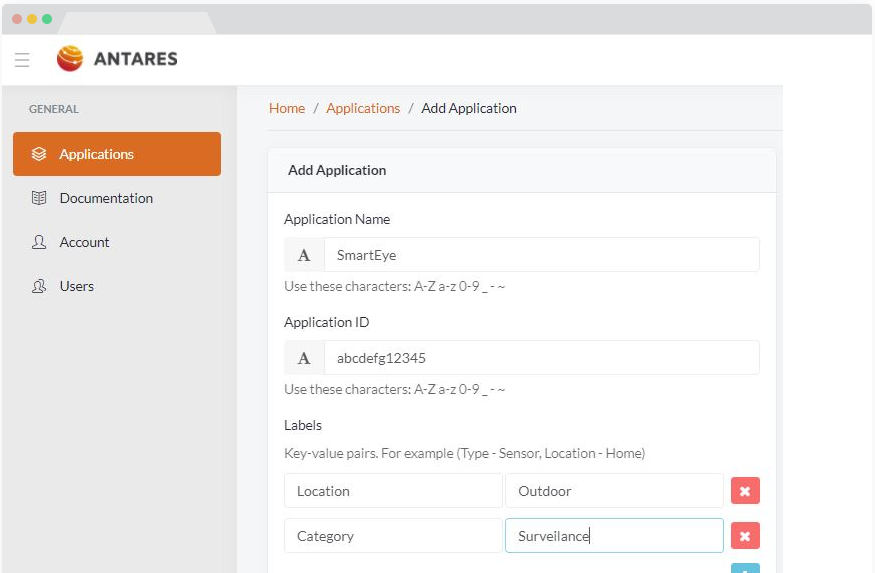 ANTARES
GENERAL
Applications
Documentation
Account
Users
Home / Applications / Add Application
Add Application
Application Name
A SmartEye
Use these characters: A-Z a-z 0-9 _ - ~
Application ID
A abcdefg12345
Use these characters: A-Z a-z 0-9 _ - ~
Labels
Key-value pairs. For example (Type - Sensor, Location - Home)
Location Outdoor
Category Surveilance